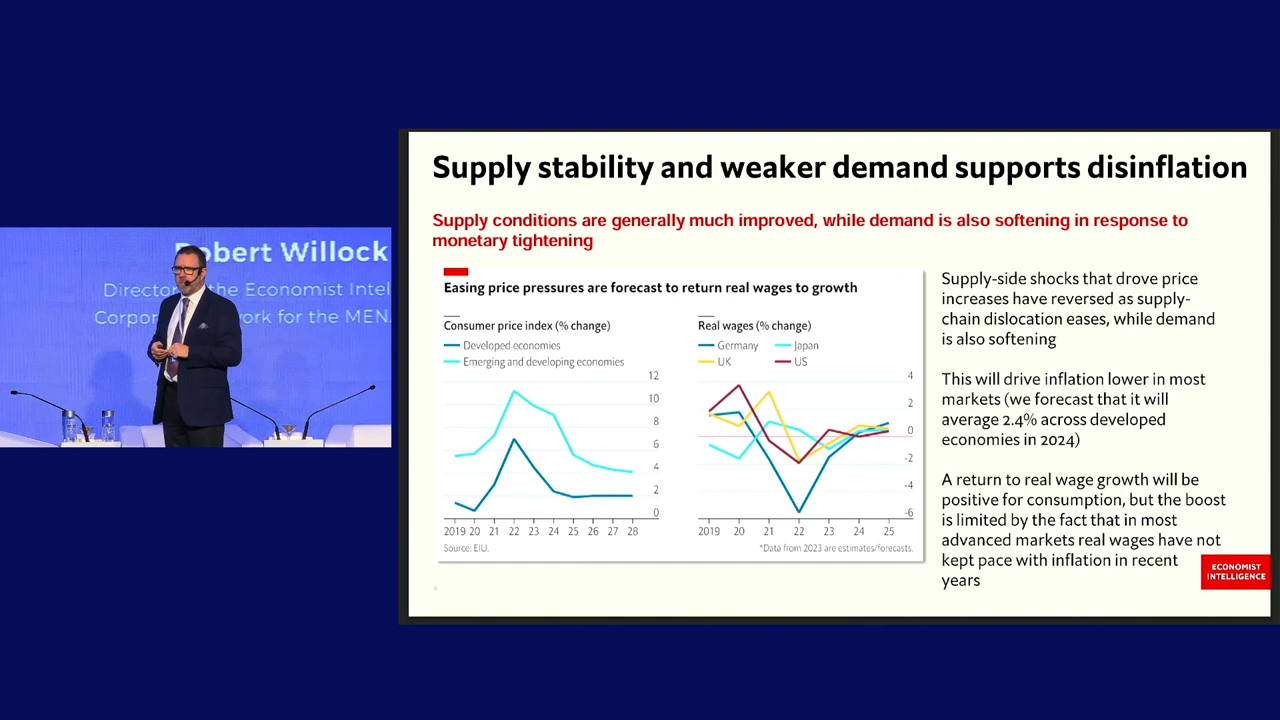 Robert Willock
Director the Economist Intel
Corpor work for the MEN
Supply stability and weaker demand supports disinflation
Supply conditions are generally much improved, while demand is also softening in response to
monetary tightening
Easing price pressures are forecast to return real wages to growth
Consumer price index (% change)
Developed economies
Emerging and developing economies
12
10
8
6
4
2
0
2019 20 21 22 23 24 25 26 27 28
Source: EIU.
Real wages (% change)
Germany Japan
UK US
4
2
0
-2
-4
-6
2019 20 21 22 23 24 25
*Data from 2023 are estimates/forecasts.
Supply-side shocks that drove price
increases have reversed as supply-
chain dislocation eases, while demand
is also softening
This will drive inflation lower in most
markets (we forecast that it will
average 2.4% across developed
economies in 2024)
A return to real wage growth will be
positive for consumption, but the boost
is limited by the fact that in most
advanced markets real wages have not
kept pace with inflation in recent
years
ECONOMIST
INTELLIGENCE